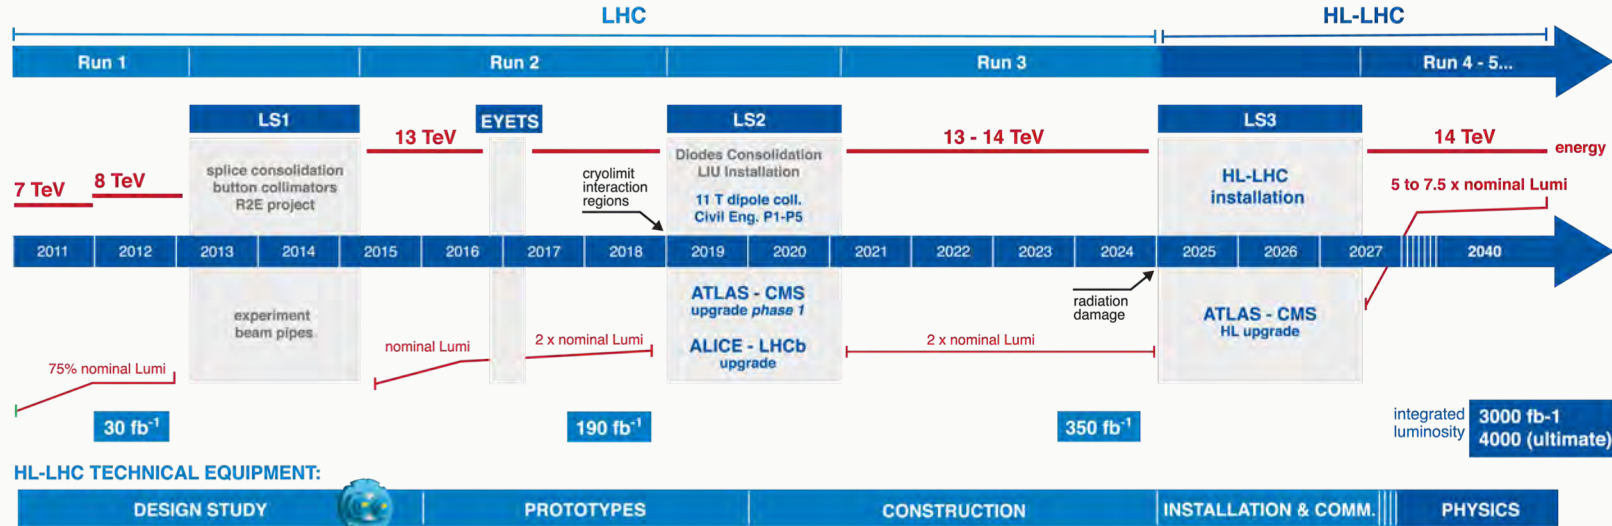 LHC
HL-LHC
Run 1
Run 2
Run 3
Run 4 - 5...
LS1
EYETS
LS2
LS3
13 TeV
13 - 14 TeV
14 TeV
energy
splice consolidation
button collimators
R2E project
cryolimit
interaction
regions
Diodes Consolidation
LIU Installation
11 T dipole coll.
Civil Eng. P1-P5
HL-LHC
installation
7 TeV
8 TeV
5 to 7.5 x nominal Lumi
2011
2012
2013
2014
2015
2016
2017
2018
2019
2020
2021
2022
2023
2024
2025
2026
2027
2040
experiment
beam pipes
ATLAS - CMS
upgrade phase 1
ALICE - LHCb
upgrade
radiation
damage
ATLAS - CMS
HL upgrade
75% nominal Lumi
nominal Lumi
2 x nominal Lumi
2 x nominal Lumi
30 fb-1
190 fb-1
350 fb-1
integrated
luminosity
3000 fb-1
4000 (ultimate)
HL-LHC TECHNICAL EQUIPMENT:
DESIGN STUDY
PROTOTYPES
CONSTRUCTION
INSTALLATION & COMM.
PHYSICS